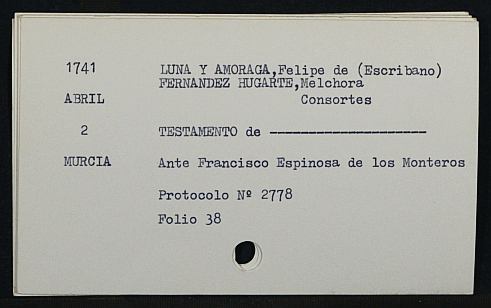 1741 LUNA Y AMORAGA,Felipe de (Escribano)
FERNANDEZ HUGARTE,Melchora
ABRIL Consortes
2 TESTAMENTO de ----------------------
MURCIA Ante Francisco Espinosa de los Monteros
Protocolo Nº 2778
Folio 38